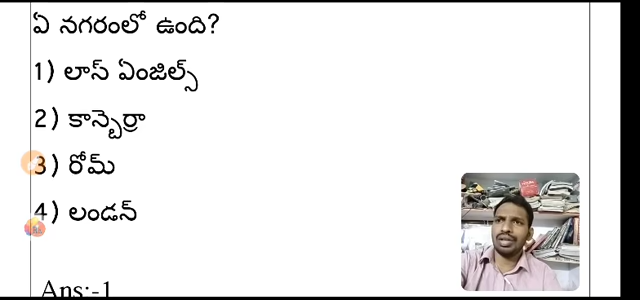 ఏ నగరంలో ఉంది?
1) లాస్ ఏంజిల్స్
2) కాన్బెర్రా
3) రోమ్
4) లండన్
Ans:-1